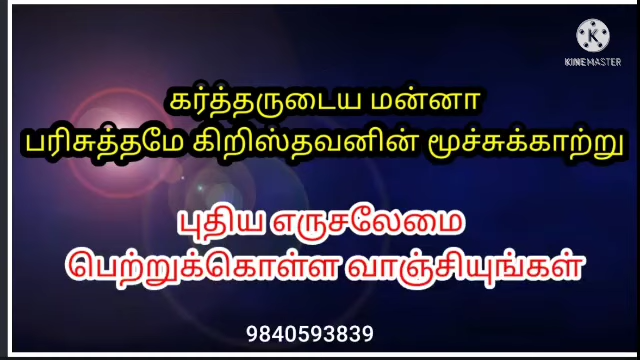 K
KINEMASTER
கர்த்தருடைய மன்னா
பரிசுத்தமே கிறிஸ்தவனின் மூச்சுக்காற்று
புதிய எருசலேமை
பெற்றுக்கொள்ள வாஞ்சியுங்கள்
9840593839